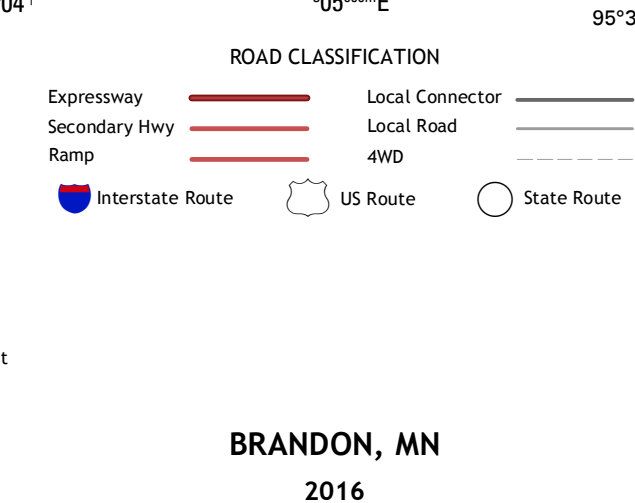 ROAD CLASSIFICATION
Expressway Local Connector
Secondary Hwy Local Road
Ramp 4WD
Interstate Route US Route State Route
BRANDON, MN
2016